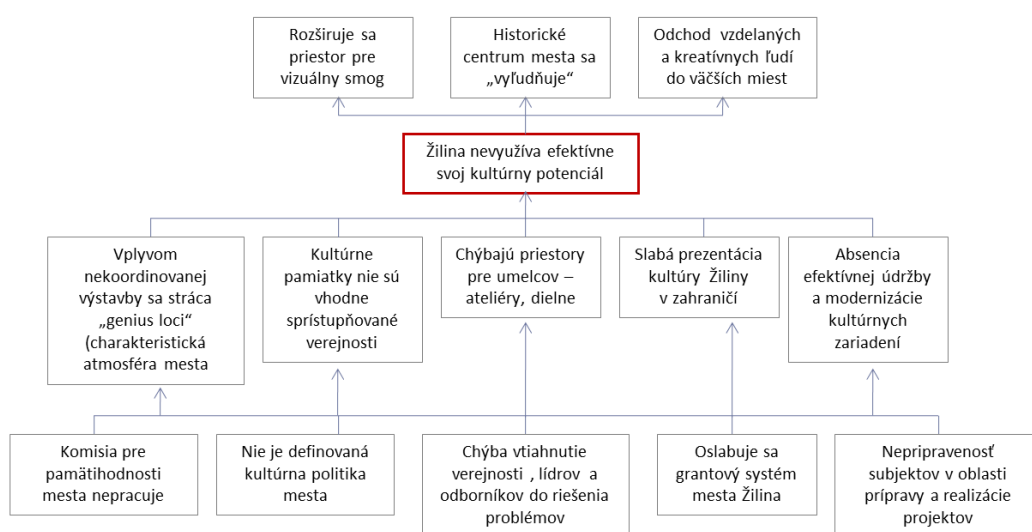 Rozširuje sa
priestor pre
vizuálny smog
Historické
centrum mesta sa
„vyľudňuje“
Odchod vzdelaných
a kreatívnych ľudí
do väčších miest
Žilina nevyužíva efektívne
svoj kultúrny potenciál
Vplyvom
nekoordinovanej
výstavby sa stráca
„genius loci“
(charakteristická
atmosféra mesta
Kultúrne
pamiatky nie sú
vhodne
sprístupňované
verejnosti
Chýbajú priestory
pre umelcov –
ateliéry, dielne
Slabá prezentácia
kultúry Žiliny
v zahraničí
Absencia
efektívnej údržby
a modernizácie
kultúrnych
zariadení
Komisia pre
pamätihodnosti
mesta nepracuje
Nie je definovaná
kultúrna politika
mesta
Chýba vtiahnutie
verejnosti , lídrov a
odborníkov do riešenia
problémov
Oslabuje sa
grantový systém
mesta Žilina
Nepripravenosť
subjektov v oblasti
prípravy a realizácie
projektov